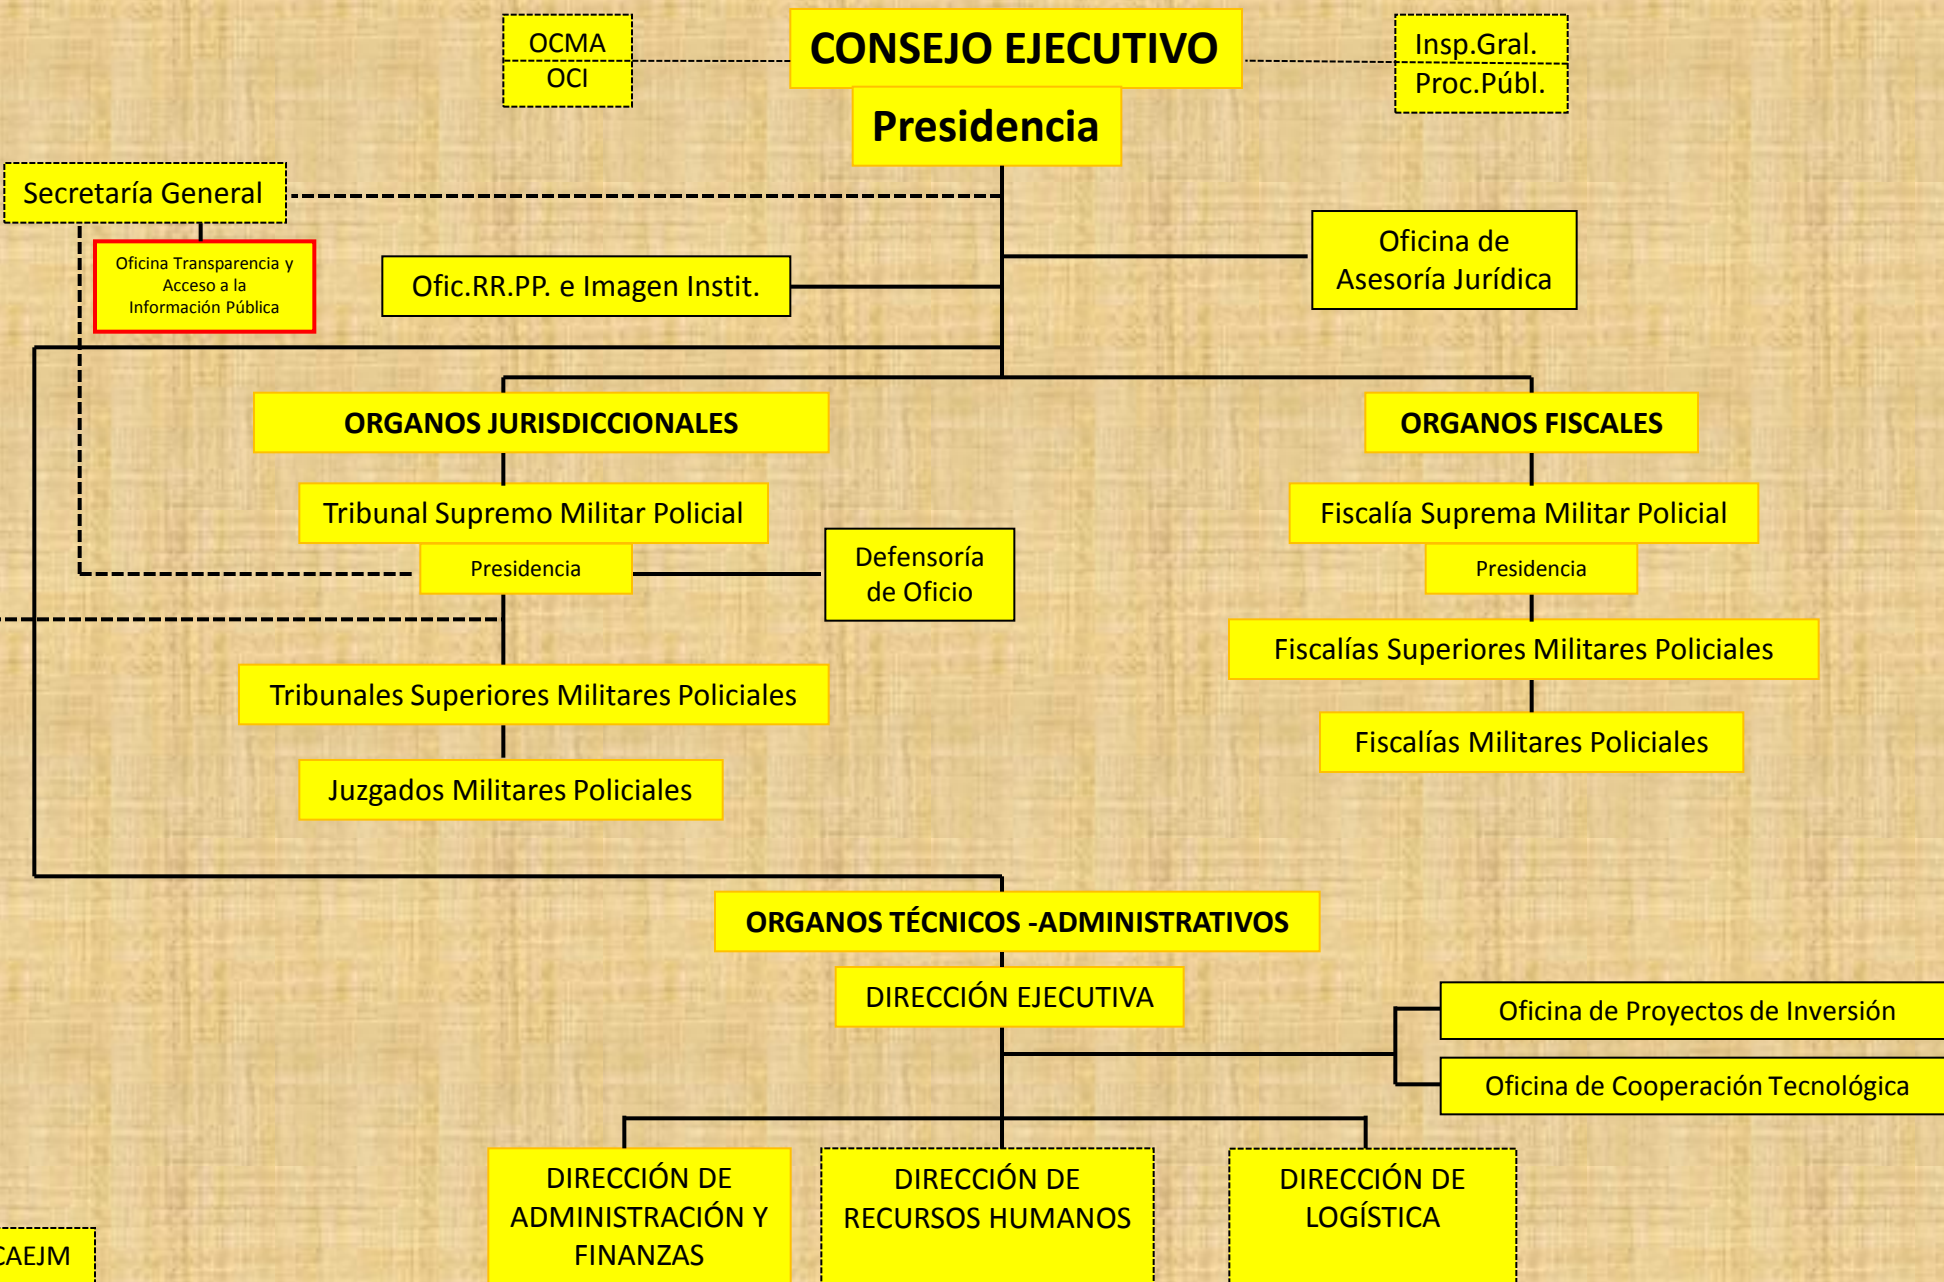 OCMA
OCI
CONSEJO EJECUTIVO
Presidencia
Insp.Gral.
Proc.Públ.
Secretaría General
Oficina Transparencia y
Acceso a la
Información Pública
Ofic.RR.PP. e Imagen Instit.
Oficina de
Asesoría Jurídica
ORGANOS JURISDICCIONALES
ORGANOS FISCALES
Tribunal Supremo Militar Policial
Presidencia
Defensoría
de Oficio
Fiscalía Suprema Militar Policial
Presidencia
Fiscalías Superiores Militares Policiales
Tribunales Superiores Militares Policiales
Fiscalías Militares Policiales
Juzgados Militares Policiales
ORGANOS TÉCNICOS -ADMINISTRATIVOS
DIRECCIÓN EJECUTIVA
Oficina de Proyectos de Inversión
Oficina de Cooperación Tecnológica
DIRECCIÓN DE
ADMINISTRACIÓN Y
FINANZAS
DIRECCIÓN DE
RECURSOS HUMANOS
DIRECCIÓN DE
LOGÍSTICA
CAEJM